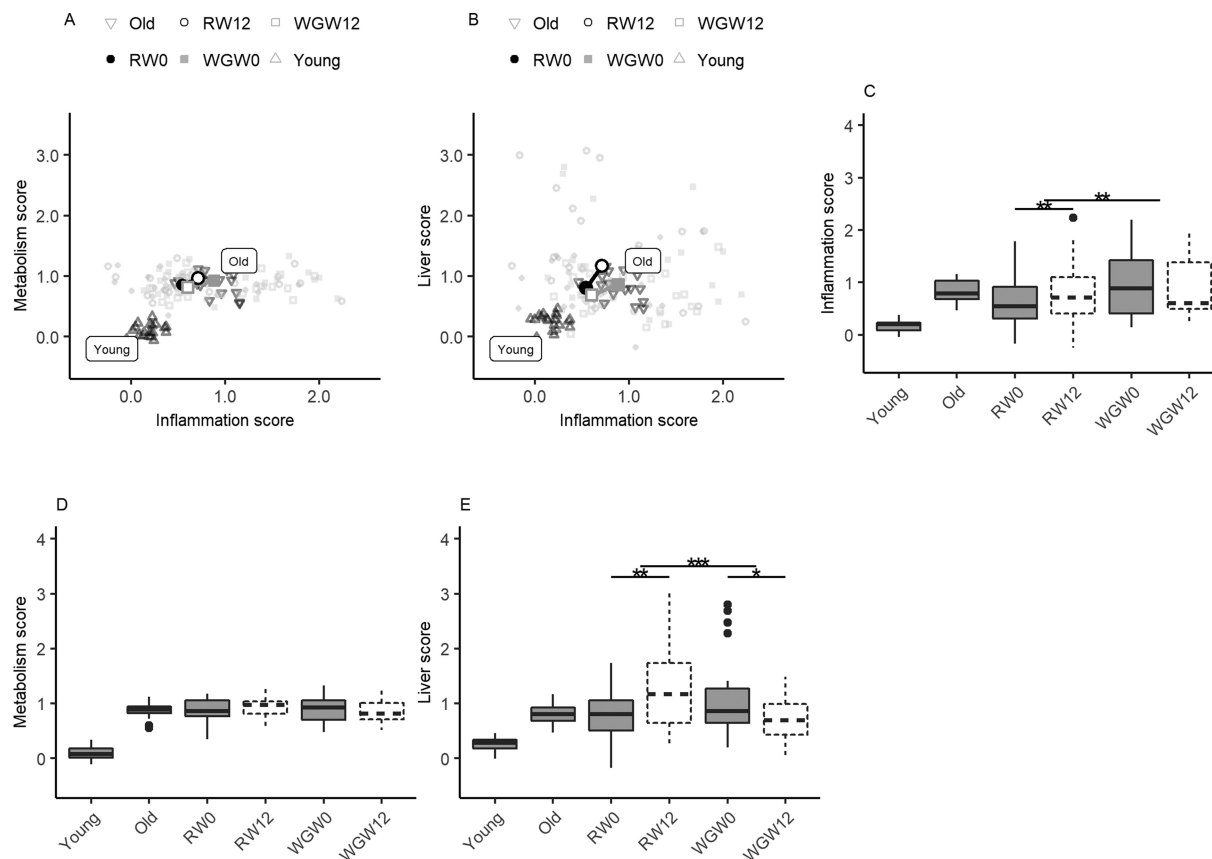 A
Old RW12 WGW12
RW0 WGW0 Young
Metabolism score
3.0
2.0
1.0
0.0
Old
Young
0.0 1.0 2.0
Inflammation score
B
Old RW12 WGW12
RW0 WGW0 Young
Liver score
3.0
2.0
1.0
0.0
Old
Young
0.0 1.0 2.0
Inflammation score
C
Inflammation score
4
3
2
1
0
** **
Young Old RW0 RW12 WGW0 WGW12
D
Metabolism score
4
3
2
1
0
Young Old RW0 RW12 WGW0 WGW12
E
Liver score
4
3
2
1
0
***
** *
Young Old RW0 RW12 WGW0 WGW12